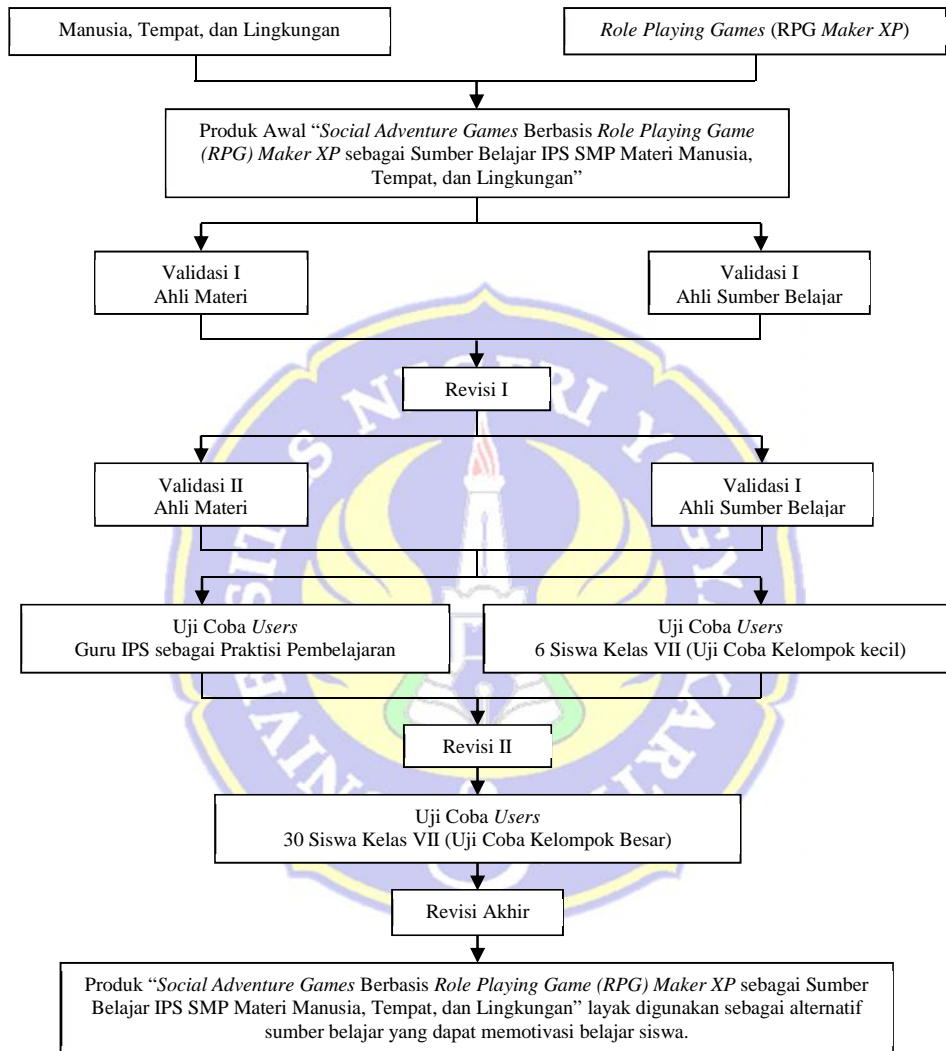 Manusia, Tempat, dan Lingkungan
Role Playing Games (RPG Maker XP)
Produk Awal “Social Adventure Games Berbasis Role Playing Game
(RPG) Maker XP sebagai Sumber Belajar IPS SMP Materi Manusia,
Tempat, dan Lingkungan”
Validasi I
Ahli Materi
Validasi I
Ahli Sumber Belajar
Revisi I
Validasi II
Ahli Materi
Validasi I
Ahli Sumber Belajar
Uji Coba Users
Guru IPS sebagai Praktisi Pembelajaran
Uji Coba Users
6 Siswa Kelas VII (Uji Coba Kelompok kecil)
Revisi II
Uji Coba Users
30 Siswa Kelas VII (Uji Coba Kelompok Besar)
Revisi Akhir
Produk “Social Adventure Games Berbasis Role Playing Game (RPG) Maker XP sebagai Sumber
Belajar IPS SMP Materi Manusia, Tempat, dan Lingkungan” layak digunakan sebagai alternatif
sumber belajar yang dapat memotivasi belajar siswa.